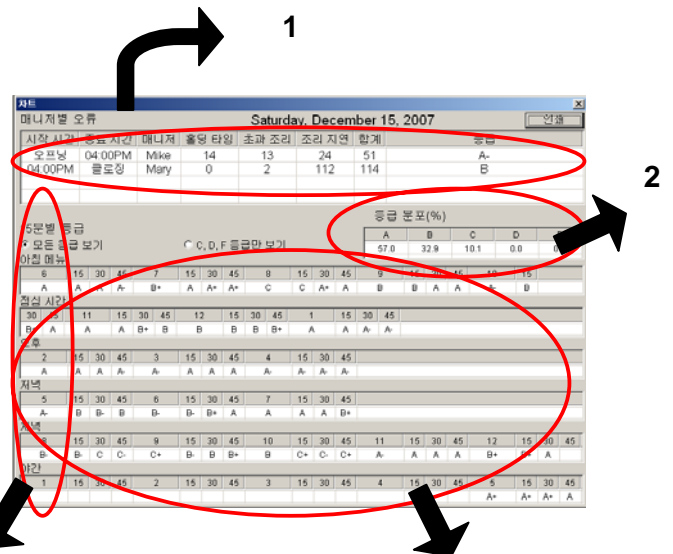 1
2
차트
매니저별 오류 Saturday, December 15, 2007 인쇄
시작 시간 종료 시간 매니저 홀딩 타임 초과 조리 조리 지연 합계 등급
오프닝 04:00PM Mike 14 13 24 51 A-
04:00PM 클로징 Mary 0 2 112 114 B
등급 분포(%)
A B C D
57.0 32.9 10.1 0.0
15분별 등급
모든 등급 보기 C, D, F 등급만 보기
아침 메뉴
6 15 30 45 7 15 30 45 8 15 30 45 9 15 30 45 10 15
A A A A- B+ A A+ A+ C C A+ A B B A A A- B
점심 시간
30 45 11 15 30 45 12 15 30 45 1 15 30 45
B+ A A A B+ B B B B B+ A A A- A-
오후
2 15 30 45 3 15 30 45 4 15 30 45
A A A A- A- A A A A- A- A- A-
저녁
5 15 30 45 6 15 30 45 7 15 30 45
A- B B- B B- B- B+ A A A A B+
저녁
8 15 30 45 9 15 30 45 10 15 30 45 11 15 30 45 12 15 30 45
B- B- C C- C+ B- B B+ B C+ C- C+ A- A A A B+ A
야간
1 15 30 45 2 15 30 45 3 15 30 45 4 15 30 45 5 15 30 45
A+ A+ A+ A